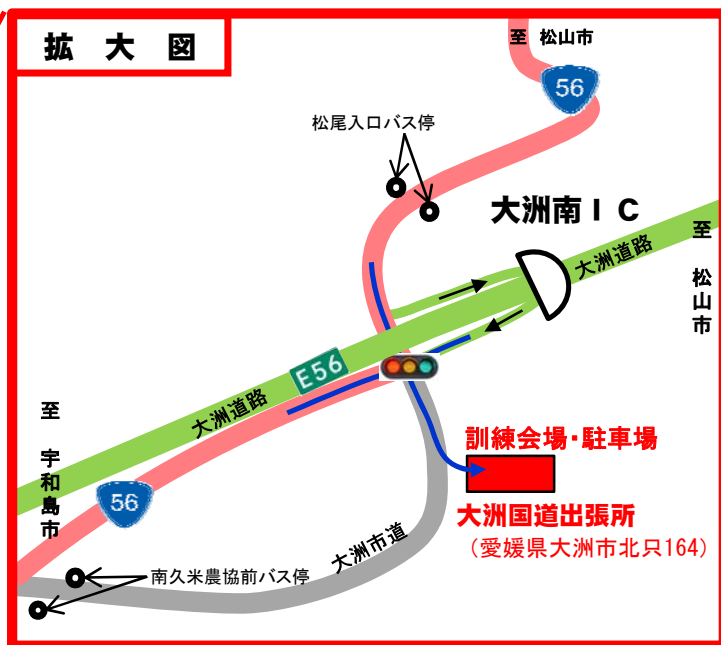 拡大図
至 松山市
56
松尾入口バス停
大洲南IC
大洲道路
至 松山市
E56
大洲道路
至 宇和島市
56
訓練会場・駐車場
大洲国道出張所
（愛媛県大洲市北只164）
大洲市道
南久米農協前バス停